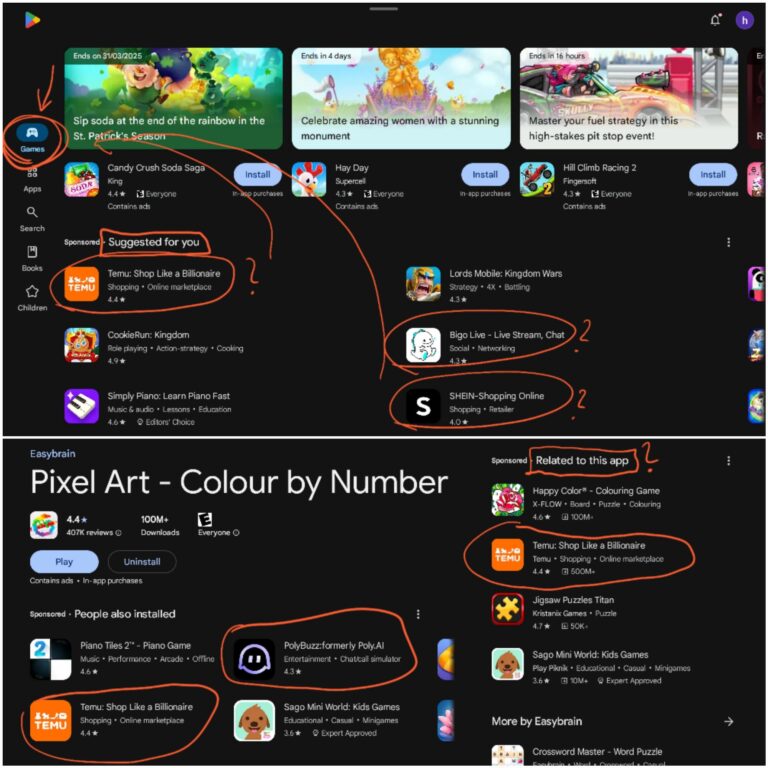 h
Ends on 31/03/2025
Sip soda at the end of the rainbow in the
St. Patrick's Season
Ends in 4 days
Celebrate amazing women with a stunning
monument
Ends in 16 hours
SKULLY
Master your fuel strategy in this
high-stakes pit stop event!
Games
Apps
Search
Books
Children
SODA
Candy Crush Soda Saga
King
4.4★ E Everyone
Contains ads
Install
In-app purchases
Hay Day
Supercell
4.3★ E Everyone
Contains ads
Install
In-app purchases
Hill Climb Racing 2
Fingersoft
4.3★ E Everyone
Contains ads
Install
In-app purchases
Sponsored • Suggested for you
TEMU
Temu: Shop Like a Billionaire
Shopping • Online marketplace
4.4★
?
Lords Mobile: Kingdom Wars
Strategy • 4X • Battling
4.3★
CookieRun: Kingdom
Role playing • Action-strategy • Cooking
4.9★
Bigo Live - Live Stream, Chat
Social • Networking
4.3★
?
Simply Piano: Learn Piano Fast
Music & audio • Lessons • Education
4.6★ Editors' Choice
S
SHEIN-Shopping Online
Shopping • Retailer
4.0★
?
Easybrain
Pixel Art - Colour by Number
4.4★
407K reviews
100M+
Downloads
E
Everyone
Play
Uninstall
Contains ads • In-app purchases
Sponsored • People also installed
Piano Tiles 2™ - Piano Game
Music • Performance • Arcade • Offline
4.6★
PolyBuzz:formerly Poly.AI
Entertainment • Chat:call simulator
4.3★
TEMU
Temu: Shop Like a Billionaire
Shopping • Online marketplace
4.4★
Sago Mini World: Kids Games
Educational • Casual • Minigames
3.6★ Expert Approved
Sponsored • Related to this app
?
Happy Color® - Colouring Game
X-FLOW • Board • Puzzle • Colouring
4.6★ 100M+
TEMU
Temu: Shop Like a Billionaire
Temu • Shopping • Online marketplace
4.4★ 500M+
Jigsaw Puzzles Titan
Kristanix Games • Puzzle
4.7★ 50K+
Sago Mini World: Kids Games
Play Piknik • Educational • Casual • Minigames
3.6★ 10M+ Expert Approved
More by Easybrain
Crossword Master - Word Puzzle
Easybrain • Word • Crossword • Casual